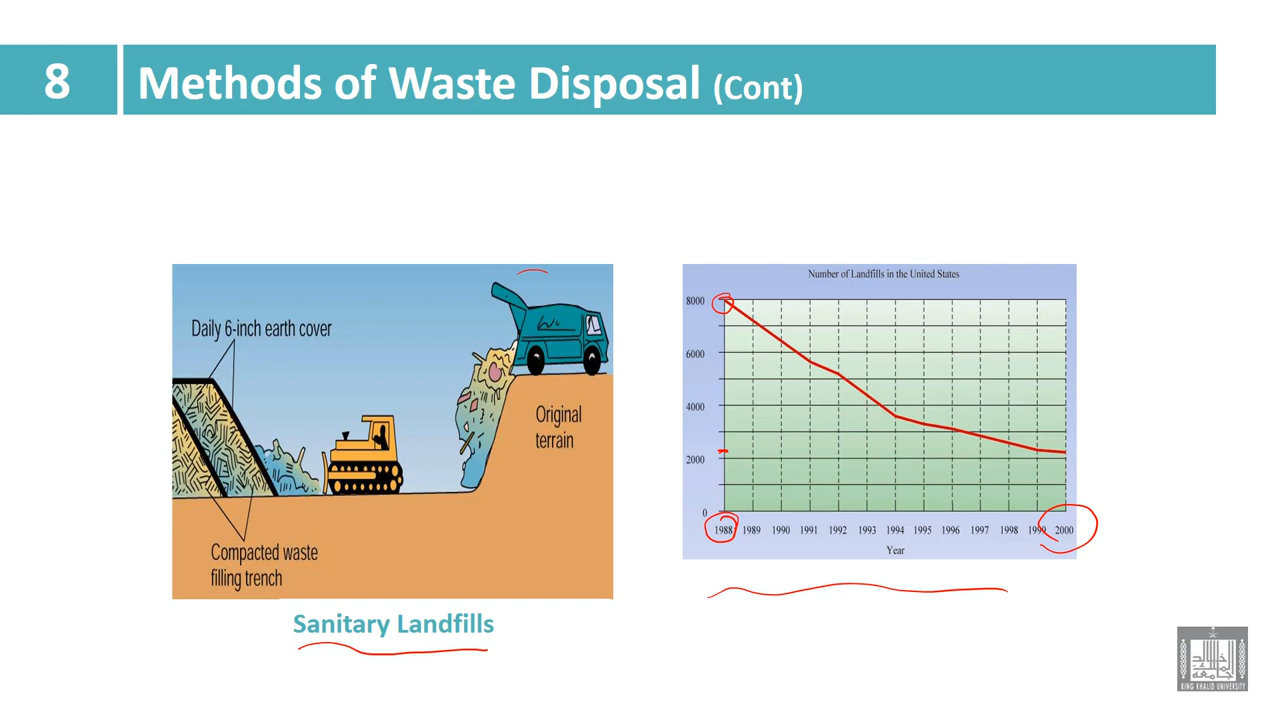 8
Methods of Waste Disposal (Cont)
Daily 6-inch earth cover
Original
terrain
Compacted waste
filling trench
Sanitary Landfills
Number of Landfills in the United States
8000
6000
4000
2000
0
1988 1989 1990 1991 1992 1993 1994 1995 1996 1997 1998 1999 2000
Year
KING KHALID UNIVERSITY